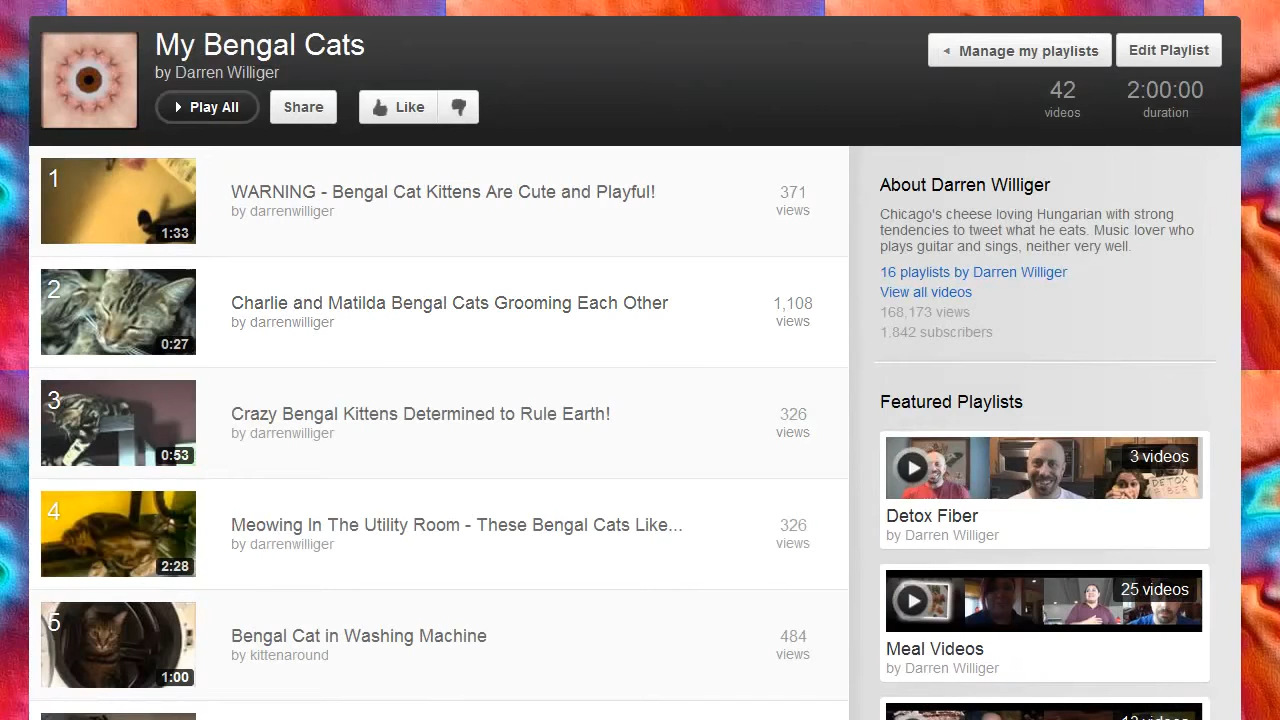 My Bengal Cats
by Darren Williger
Play All
Share
Like
Manage my playlists
Edit Playlist
42
videos
2:00:00
duration
1
1:33
WARNING - Bengal Cat Kittens Are Cute and Playful!
by darrenwilliger
371
views
2
0:27
Charlie and Matilda Bengal Cats Grooming Each Other
by darrenwilliger
1,108
views
3
0:53
Crazy Bengal Kittens Determined to Rule Earth!
by darrenwilliger
326
views
4
2:28
Meowing In The Utility Room - These Bengal Cats Like...
by darrenwilliger
326
views
5
1:00
Bengal Cat in Washing Machine
by kittenaround
484
views
About Darren Williger
Chicago's cheese loving Hungarian with strong
tendencies to tweet what he eats. Music lover who
plays guitar and sings, neither very well.
16 playlists by Darren Williger
View all videos
168,173 views
1,842 subscribers
Featured Playlists
3 videos
DETOX
Detox Fiber
by Darren Williger
25 videos
Meal Videos
by Darren Williger